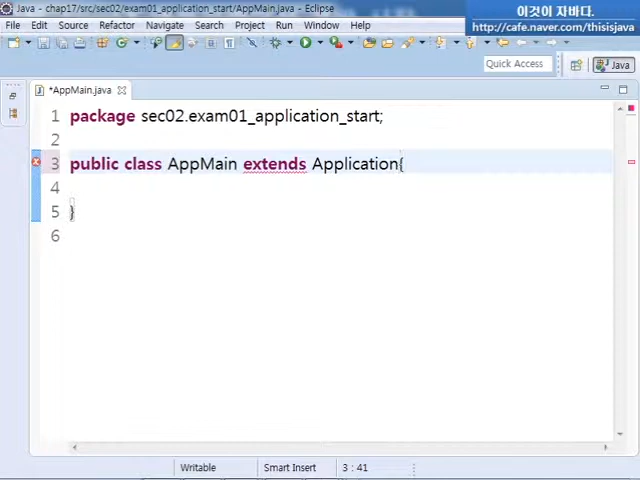 Java - chap17/src/sec02/exam01_application_start/AppMain.java - Eclipse
이것이 자바다.
http://cafe.naver.com/thisisjava
File Edit Source Refactor Navigate Search Project Run Window Help
Quick Access
Java
*AppMain.java
1 package sec02.exam01_application_start;
2
3 public class AppMain extends Application{
4
5 }
6
Writable Smart Insert 3 : 41